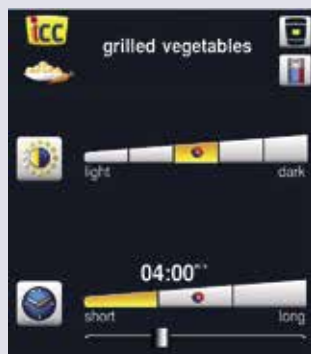 icc
grilled vegetables
light dark
04:00
short long